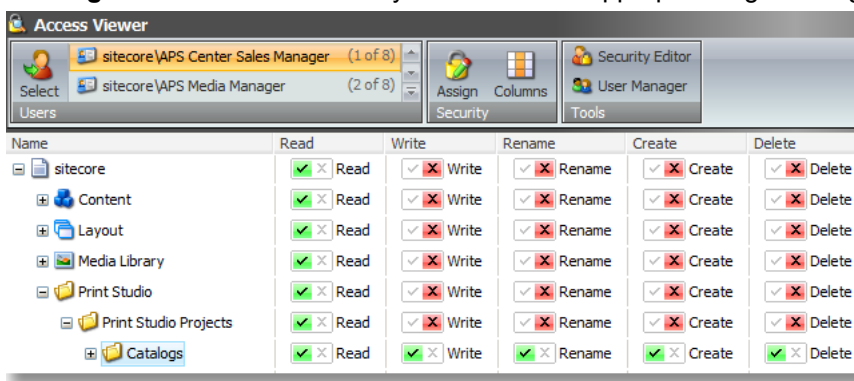 Access Viewer
sitecore\APS Center Sales Manager (1 of 8)
sitecore\APS Media Manager (2 of 8)
Select
Users
Assign Columns
Security
Security Editor
User Manager
Tools
Name Read Write Rename Create Delete
sitecore Read Write Rename Create Delete
Content Read Write Rename Create Delete
Layout Read Write Rename Create Delete
Media Library Read Write Rename Create Delete
Print Studio Read Write Rename Create Delete
Print Studio Projects Read Write Rename Create Delete
Catalogs Read Write Rename Create Delete